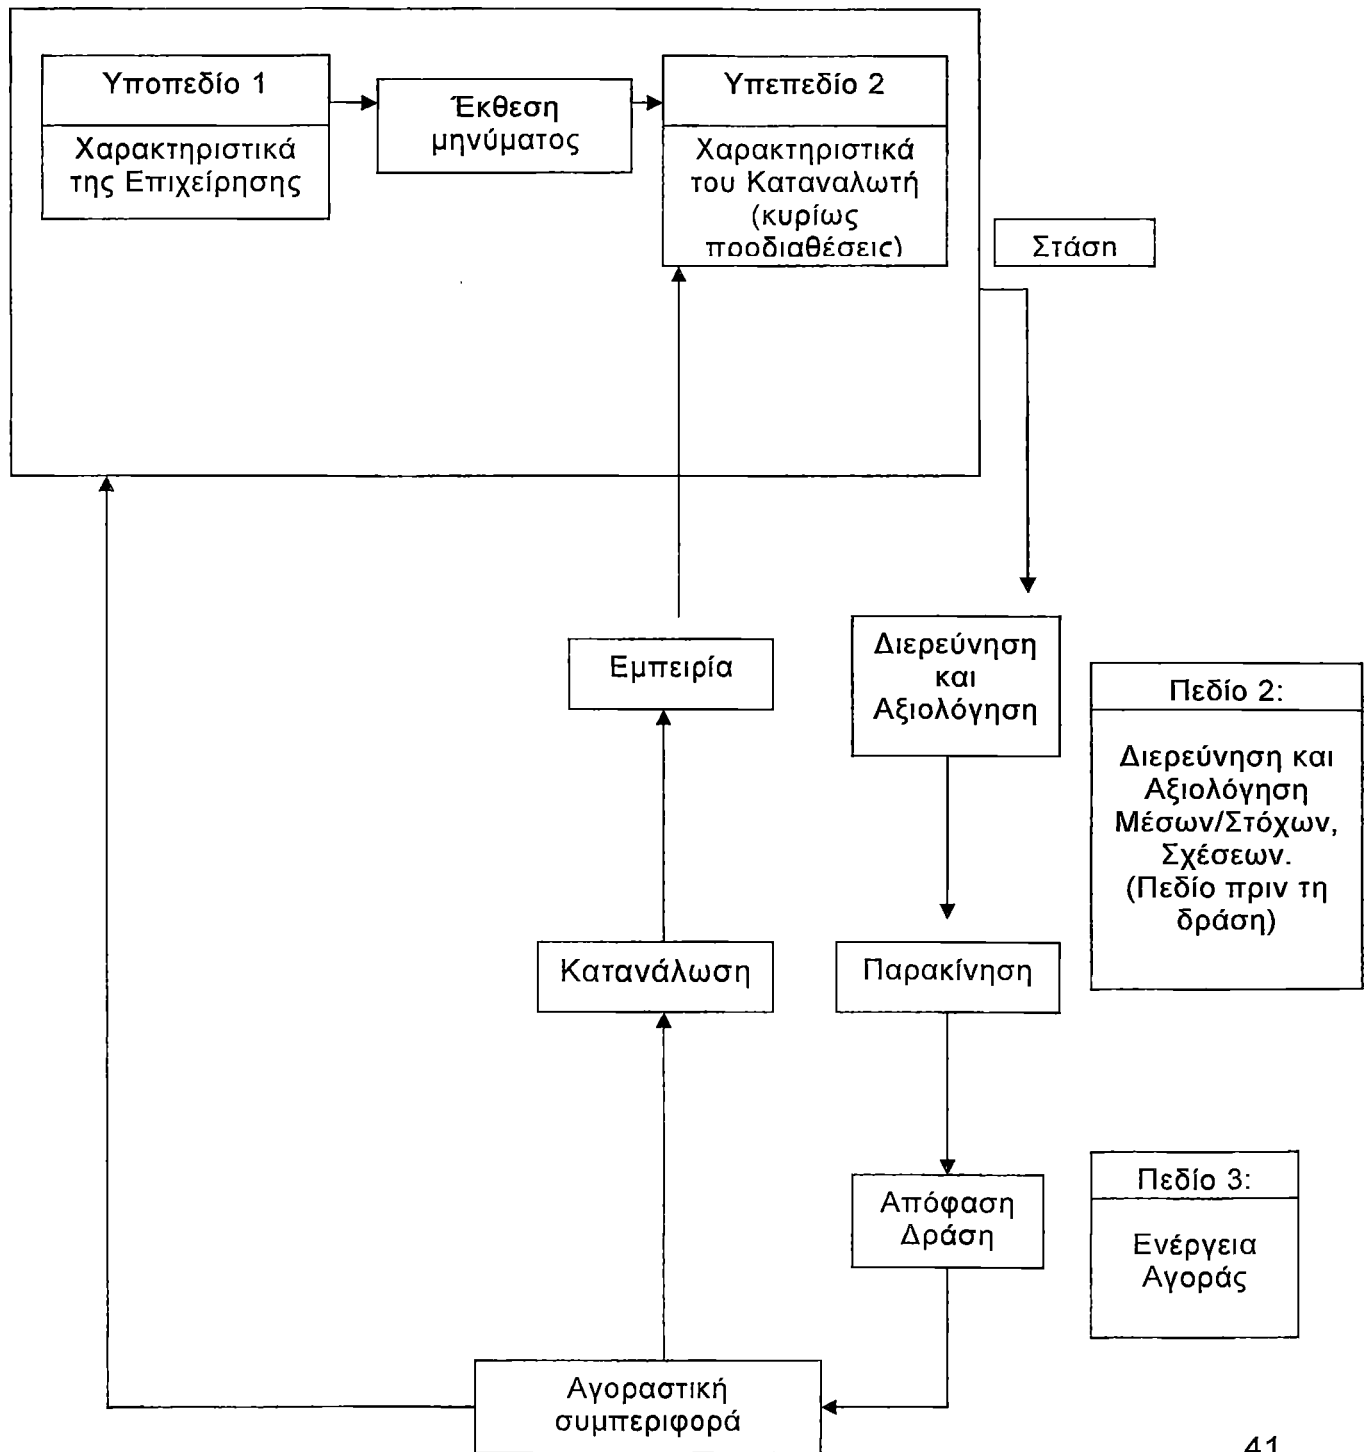 Υποπεδίο 1
Χαρακτηριστικά
της Επιχείρησης
Έκθεση
μηνύματος
Υπεπεδίο 2
Χαρακτηριστικά
του Καταναλωτή
(κυρίως
προδιαθέσεις)
Στάση
Εμπειρία
Διερεύνηση
και
Αξιολόγηση
Πεδίο 2:
Διερεύνηση και
Αξιολόγηση
Μέσων/Στόχων,
Σχέσεων.
(Πεδίο πριν τη
δράση)
Κατανάλωση
Παρακίνηση
Απόφαση
Δράση
Πεδίο 3:
Ενέργεια
Αγοράς
Αγοραστική
συμπεριφορά
41